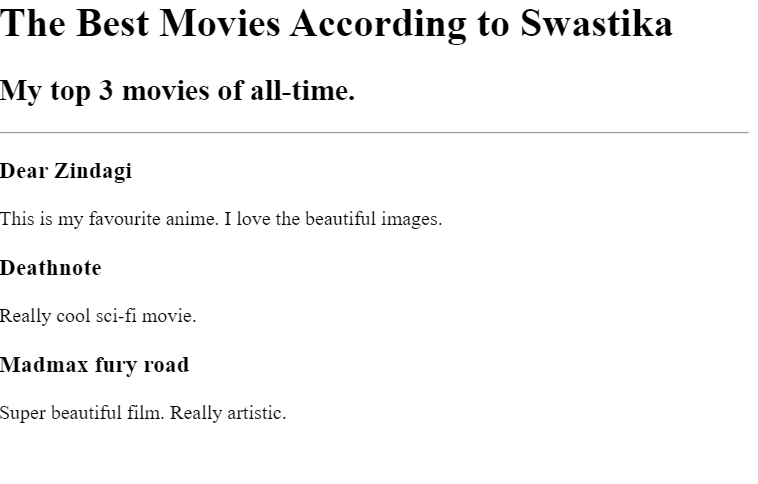 The Best Movies According to Swastika
My top 3 movies of all-time.
Dear Zindagi
This is my favourite anime. I love the beautiful images.
Deathnote
Really cool sci-fi movie.
Madmax fury road
Super beautiful film. Really artistic.